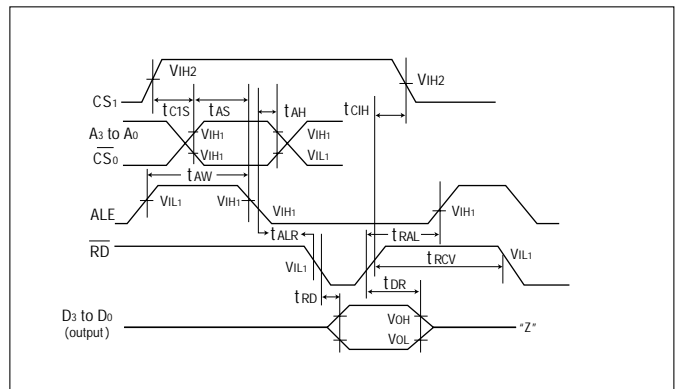 VIH2
VIH2
CS1
tC1S
tAS
tAH
tCIH
A3 to A0
VIH1
VIH1
CS0
VIH1
VIL1
tAW
ALE
VIL1
VIH1
VIH1
VIH1
tALR
tRAL
RD
VIL1
tRCV
VIL1
tRD
tDR
D3 to D0
(output)
VOH
VOL
"Z"